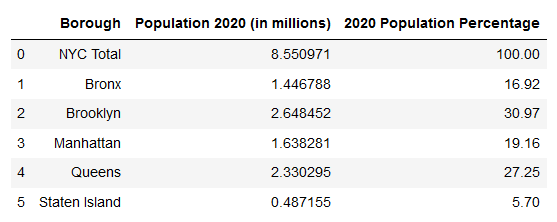 Borough Population 2020 (in millions) 2020 Population Percentage
0 NYC Total 8.550971 100.00
1 Bronx 1.446788 16.92
2 Brooklyn 2.648452 30.97
3 Manhattan 1.638281 19.16
4 Queens 2.330295 27.25
5 Staten Island 0.487155 5.70